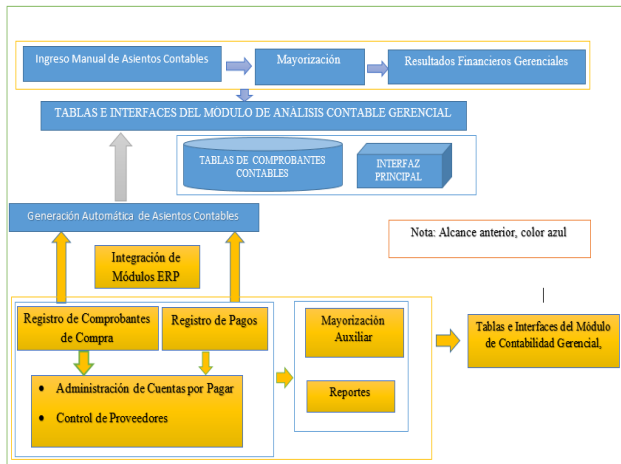 Ingreso Manual de Asientos Contables
Mayorización
Resultados Financieros Gerenciales
TABLAS E INTERFACES DEL MÓDULO DE ANÁLISIS CONTABLE GERENCIAL
TABLAS DE COMPROBANTES
CONTABLES
INTERFAZ
PRINCIPAL
Generación Automática de Asientos Contables
Nota: Alcance anterior, color azul
Integración de
Módulos ERP
Registro de Comprobantes
de Compra
Registro de Pagos
Mayorización
Auxiliar
Tablas e Interfaces del Módulo
de Contabilidad Gerencial,
• Administración de Cuentas por Pagar
• Control de Proveedores
Reportes